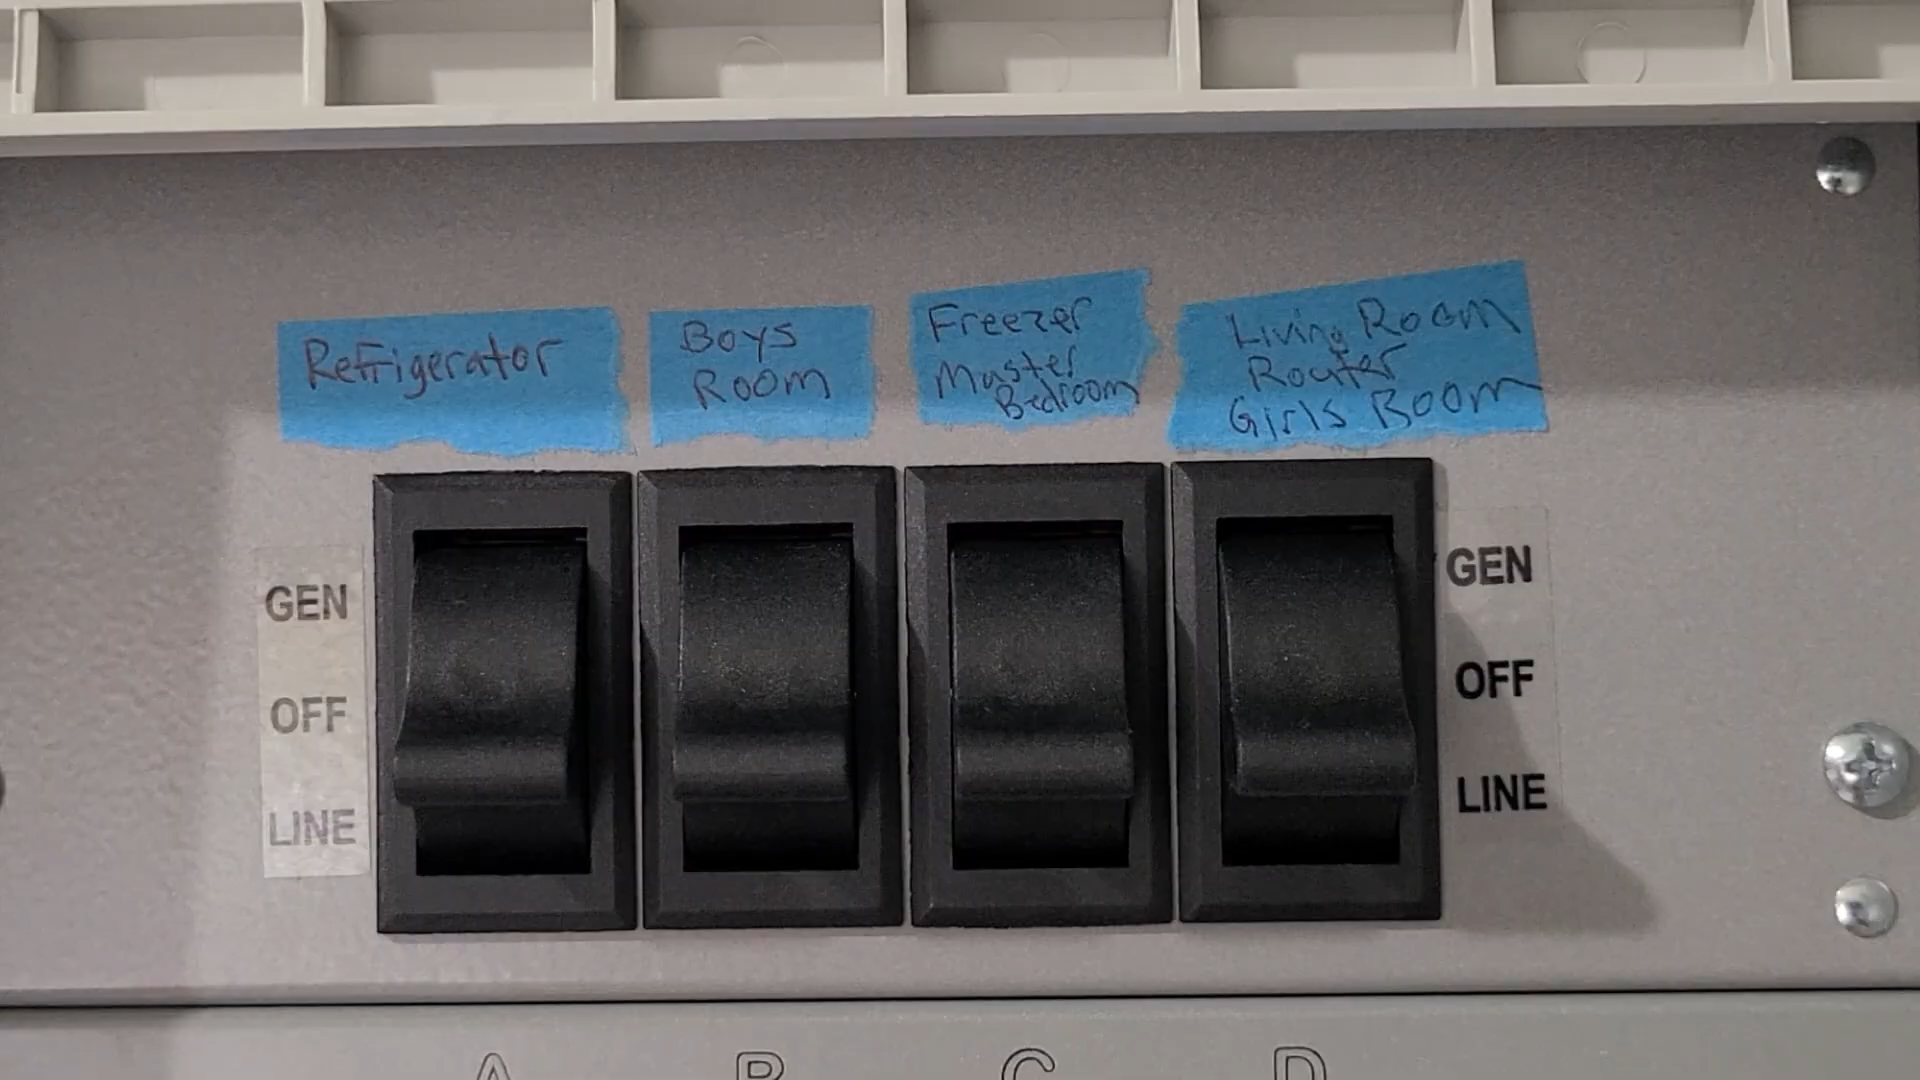 Refrigerator
Boys
Room
Freezer
Master
Bedroom
Living Room
Router
Girls Room
GEN
OFF
LINE
GEN
OFF
LINE
A
B
C
D